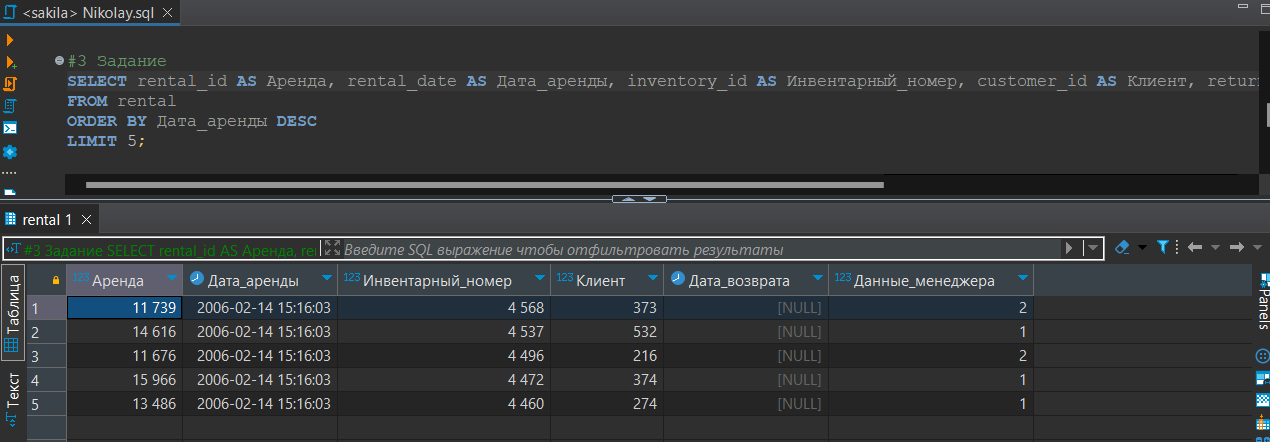 <sakila> Nikolay.sql
#3 Задание
SELECT rental_id AS Аренда, rental_date AS Дата_аренды, inventory_id AS Инвентарный_номер, customer_id AS Клиент, retur
FROM rental
ORDER BY Дата_аренды DESC
LIMIT 5;
rental 1
#3 Задание SELECT rental_id AS Аренда, ren
Введите SQL выражение чтобы отфильтровать результаты
Таблица
Текст
Panels
123 Аренда Дата_аренды 123 Инвентарный_номер 123 Клиент Дата_возврата 123 Данные_менеджера
1 11 739 2006-02-14 15:16:03 4 568 373 [NULL] 2
2 14 616 2006-02-14 15:16:03 4 537 532 [NULL] 1
3 11 676 2006-02-14 15:16:03 4 496 216 [NULL] 2
4 15 966 2006-02-14 15:16:03 4 472 374 [NULL] 1
5 13 486 2006-02-14 15:16:03 4 460 274 [NULL] 1